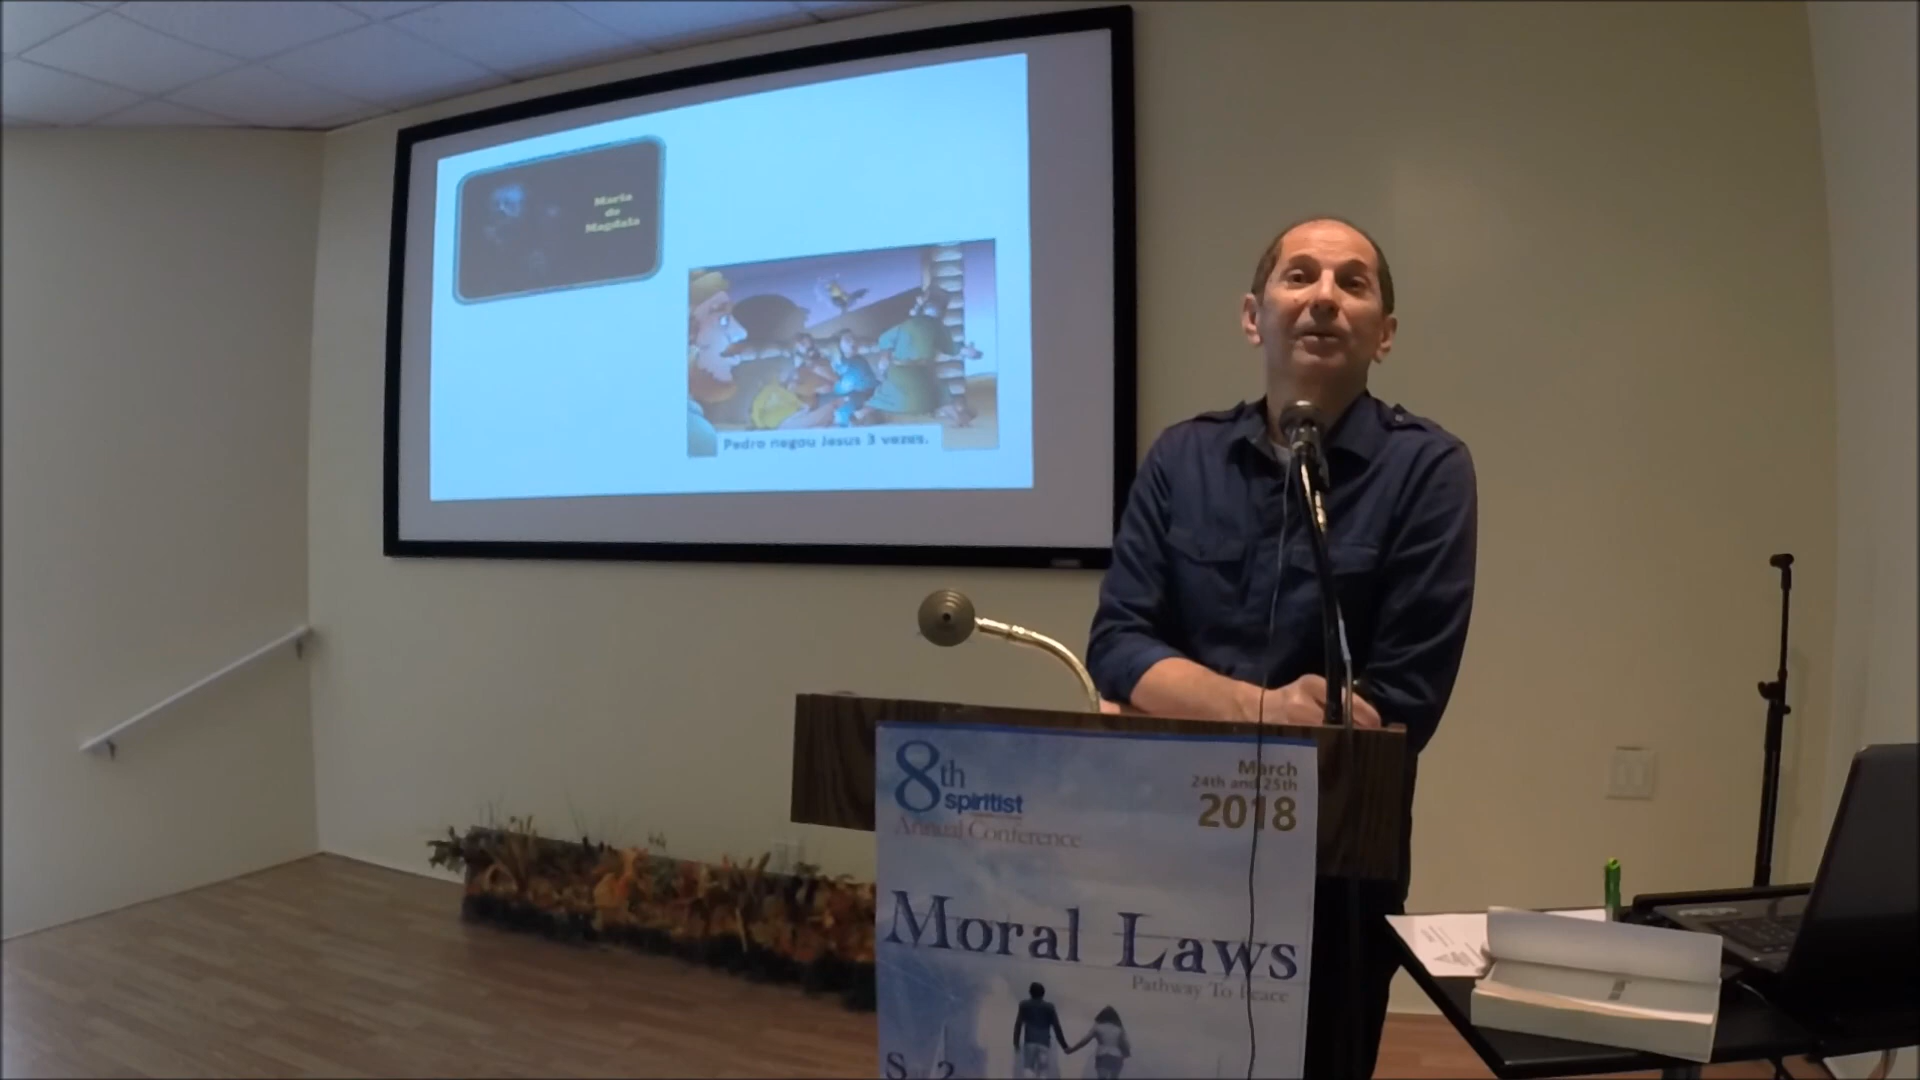 Maria
de
Magdala
Pedro negou Jesus 3 vezes.
8th
spiritist
Annual Conference
March
24th and 25th
2018
Moral Laws
Pathway To Peace